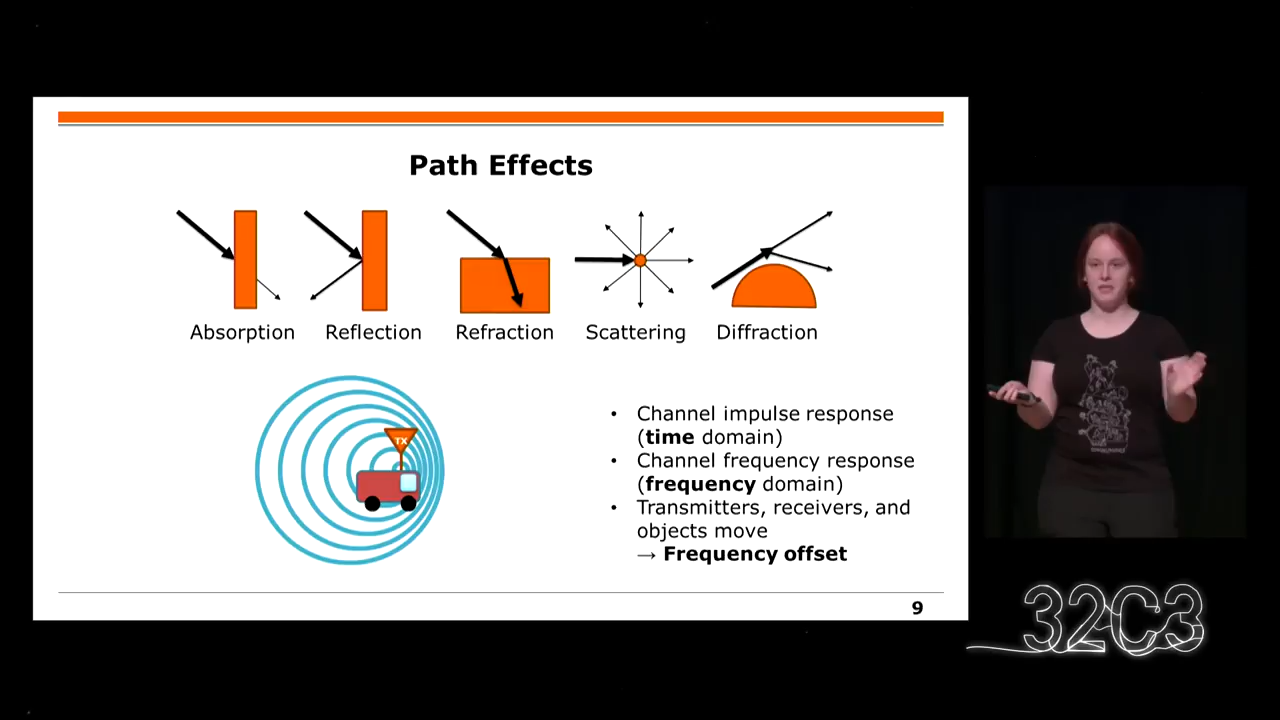 Path Effects
Absorption
Reflection
Refraction
Scattering
Diffraction
TX
• Channel impulse response
(time domain)
• Channel frequency response
(frequency domain)
• Transmitters, receivers, and
objects move
→ Frequency offset
9
32C3